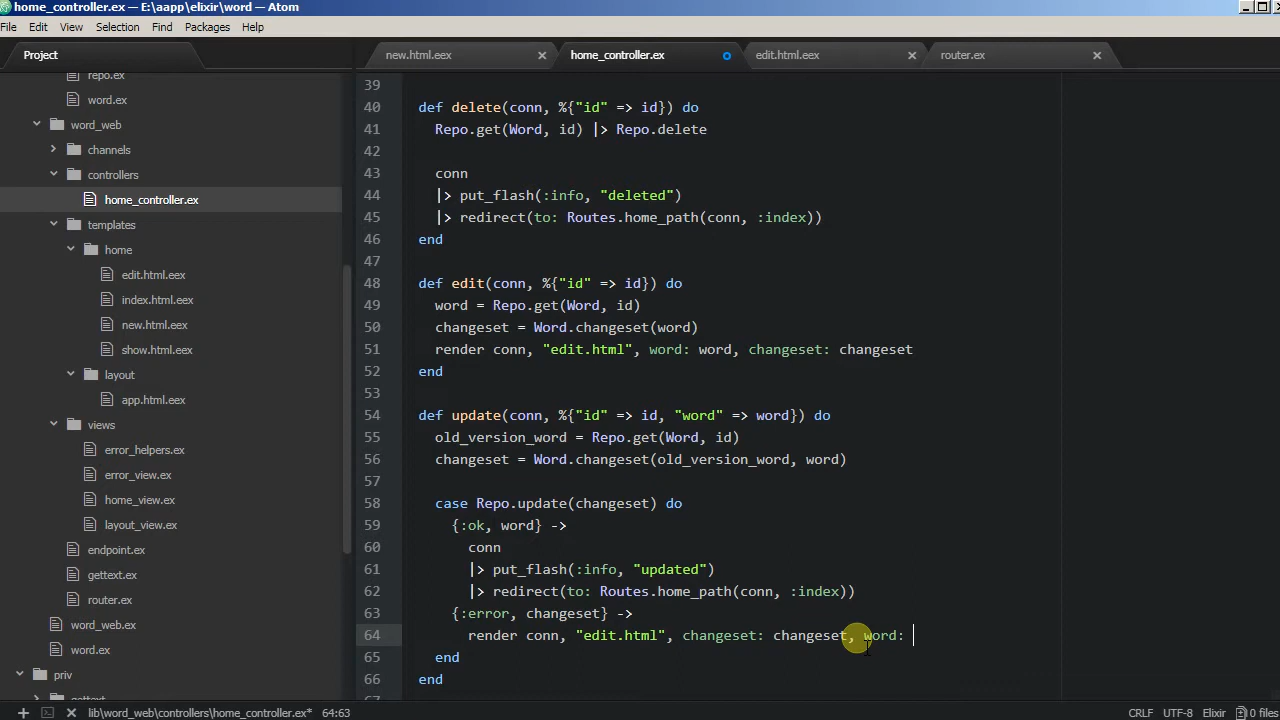 home_controller.ex — E:\aapp\elixir\word — Atom
File Edit View Selection Find Packages Help
Project
new.html.eex home_controller.ex edit.html.eex router.ex
repo.ex
word.ex
word_web
channels
controllers
home_controller.ex
templates
home
edit.html.eex
index.html.eex
new.html.eex
show.html.eex
layout
app.html.eex
views
error_helpers.ex
error_view.ex
home_view.ex
layout_view.ex
endpoint.ex
gettext.ex
router.ex
word_web.ex
word.ex
priv
gettext
39
40 def delete(conn, %{"id" => id}) do
41 Repo.get(Word, id) |> Repo.delete
42
43 conn
44 |> put_flash(:info, "deleted")
45 |> redirect(to: Routes.home_path(conn, :index))
46 end
47
48 def edit(conn, %{"id" => id}) do
49 word = Repo.get(Word, id)
50 changeset = Word.changeset(word)
51 render conn, "edit.html", word: word, changeset: changeset
52 end
53
54 def update(conn, %{"id" => id, "word" => word}) do
55 old_version_word = Repo.get(Word, id)
56 changeset = Word.changeset(old_version_word, word)
57
58 case Repo.update(changeset) do
59 {:ok, word} ->
60 conn
61 |> put_flash(:info, "updated")
62 |> redirect(to: Routes.home_path(conn, :index))
63 {:error, changeset} ->
64 render conn, "edit.html", changeset: changeset, word:
65 end
66 end
67
lib\word_web\controllers\home_controller.ex* 64:63 CRLF UTF-8 Elixir 10 files